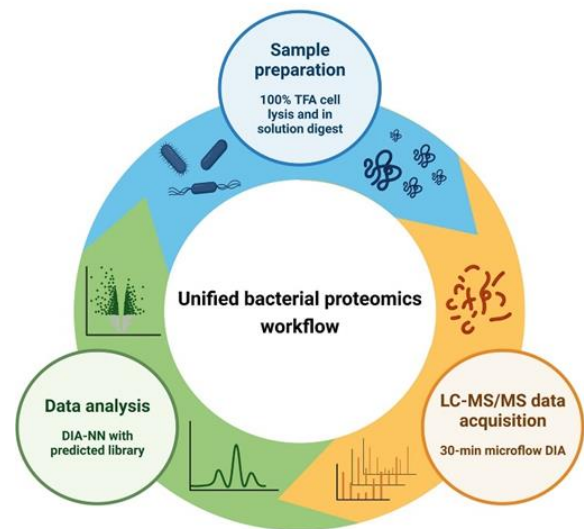 Sample
preparation
100% TFA cell
lysis and in
solution digest
Unified bacterial proteomics
workflow
Data analysis
DIA-NN with
predicted library
LC-MS/MS data
acquisition
30-min microflow DIA